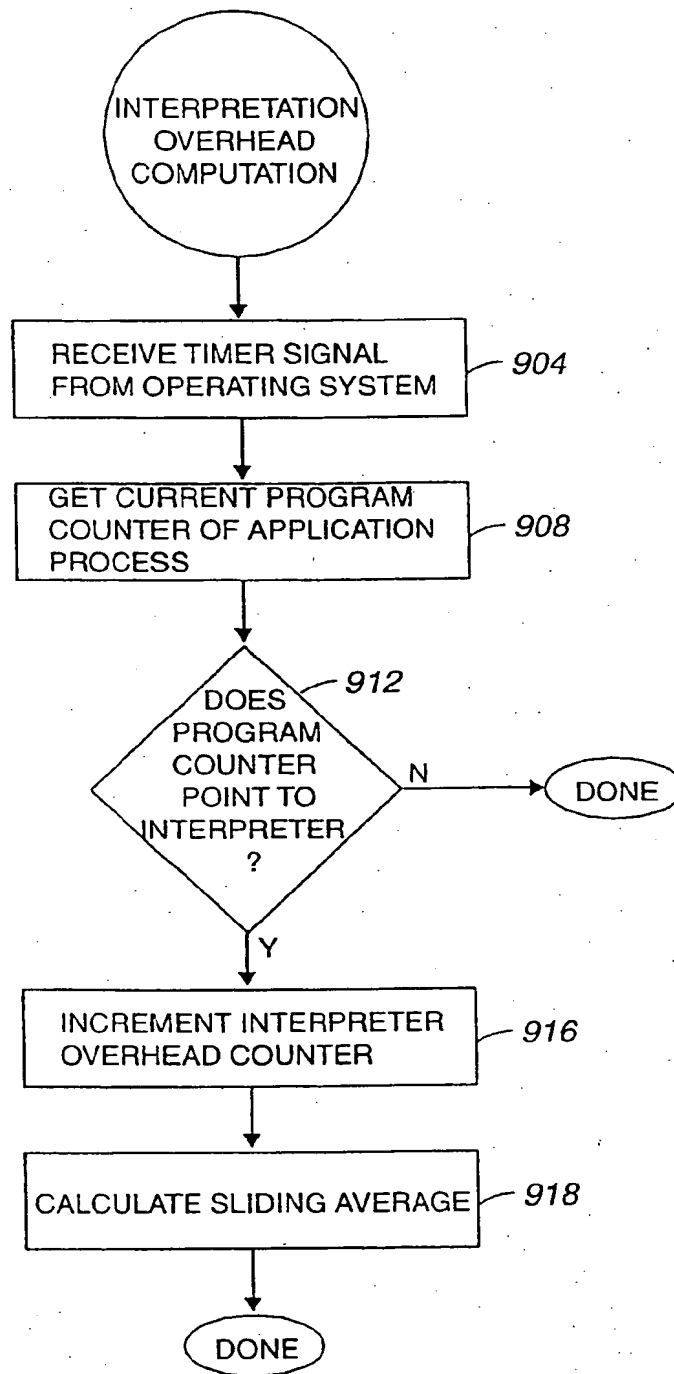 INTERPRETATION
OVERHEAD
COMPUTATION
RECEIVE TIMER SIGNAL
FROM OPERATING SYSTEM
904
GET CURRENT PROGRAM
COUNTER OF APPLICATION
PROCESS
908
912
DOES
PROGRAM
COUNTER
POINT TO
INTERPRETER
?
N
DONE
Y
INCREMENT INTERPRETER
OVERHEAD COUNTER
916
CALCULATE SLIDING AVERAGE
918
DONE